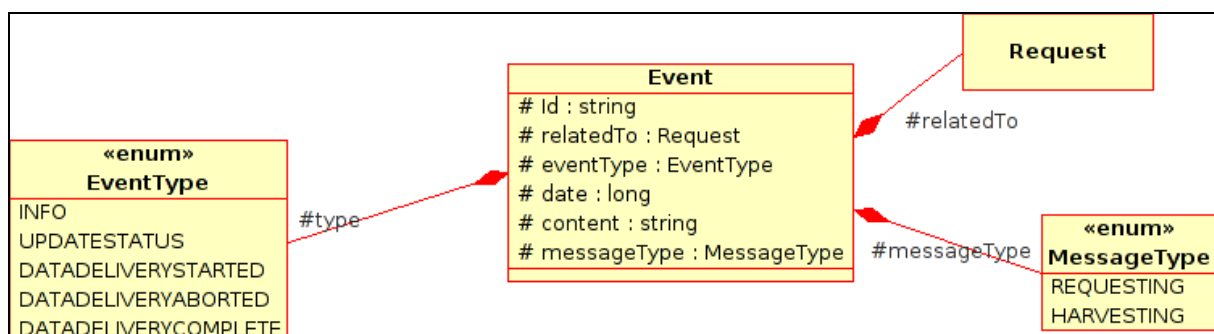 Request
#relatedTo
Event
# Id : string
# relatedTo : Request
# eventType : EventType
# date : long
# content : string
# messageType : MessageType
«enum»
EventType
INFO
UPDATESTATUS
DATADELIVERYSTARTED
DATADELIVERYABORTED
DATADELIVERYCOMPLETE
#type
#messageType
«enum»
MessageType
REQUESTING
HARVESTING